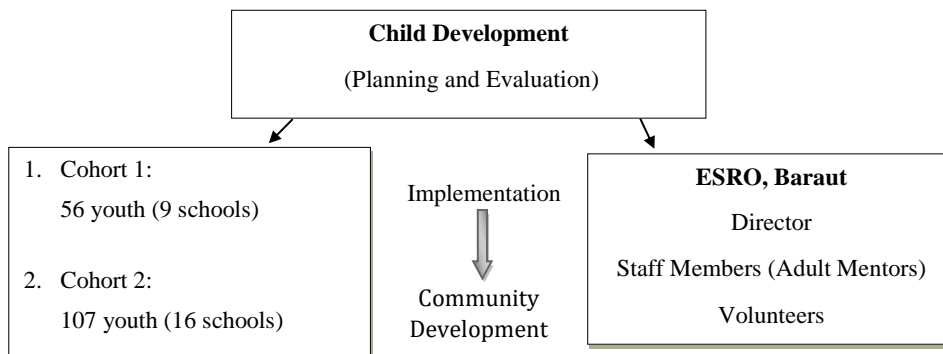 Child Development
(Planning and Evaluation)
1. Cohort 1:
56 youth (9 schools)
2. Cohort 2:
107 youth (16 schools)
Implementation
Community
Development
ESRO, Baraut
Director
Staff Members (Adult Mentors)
Volunteers